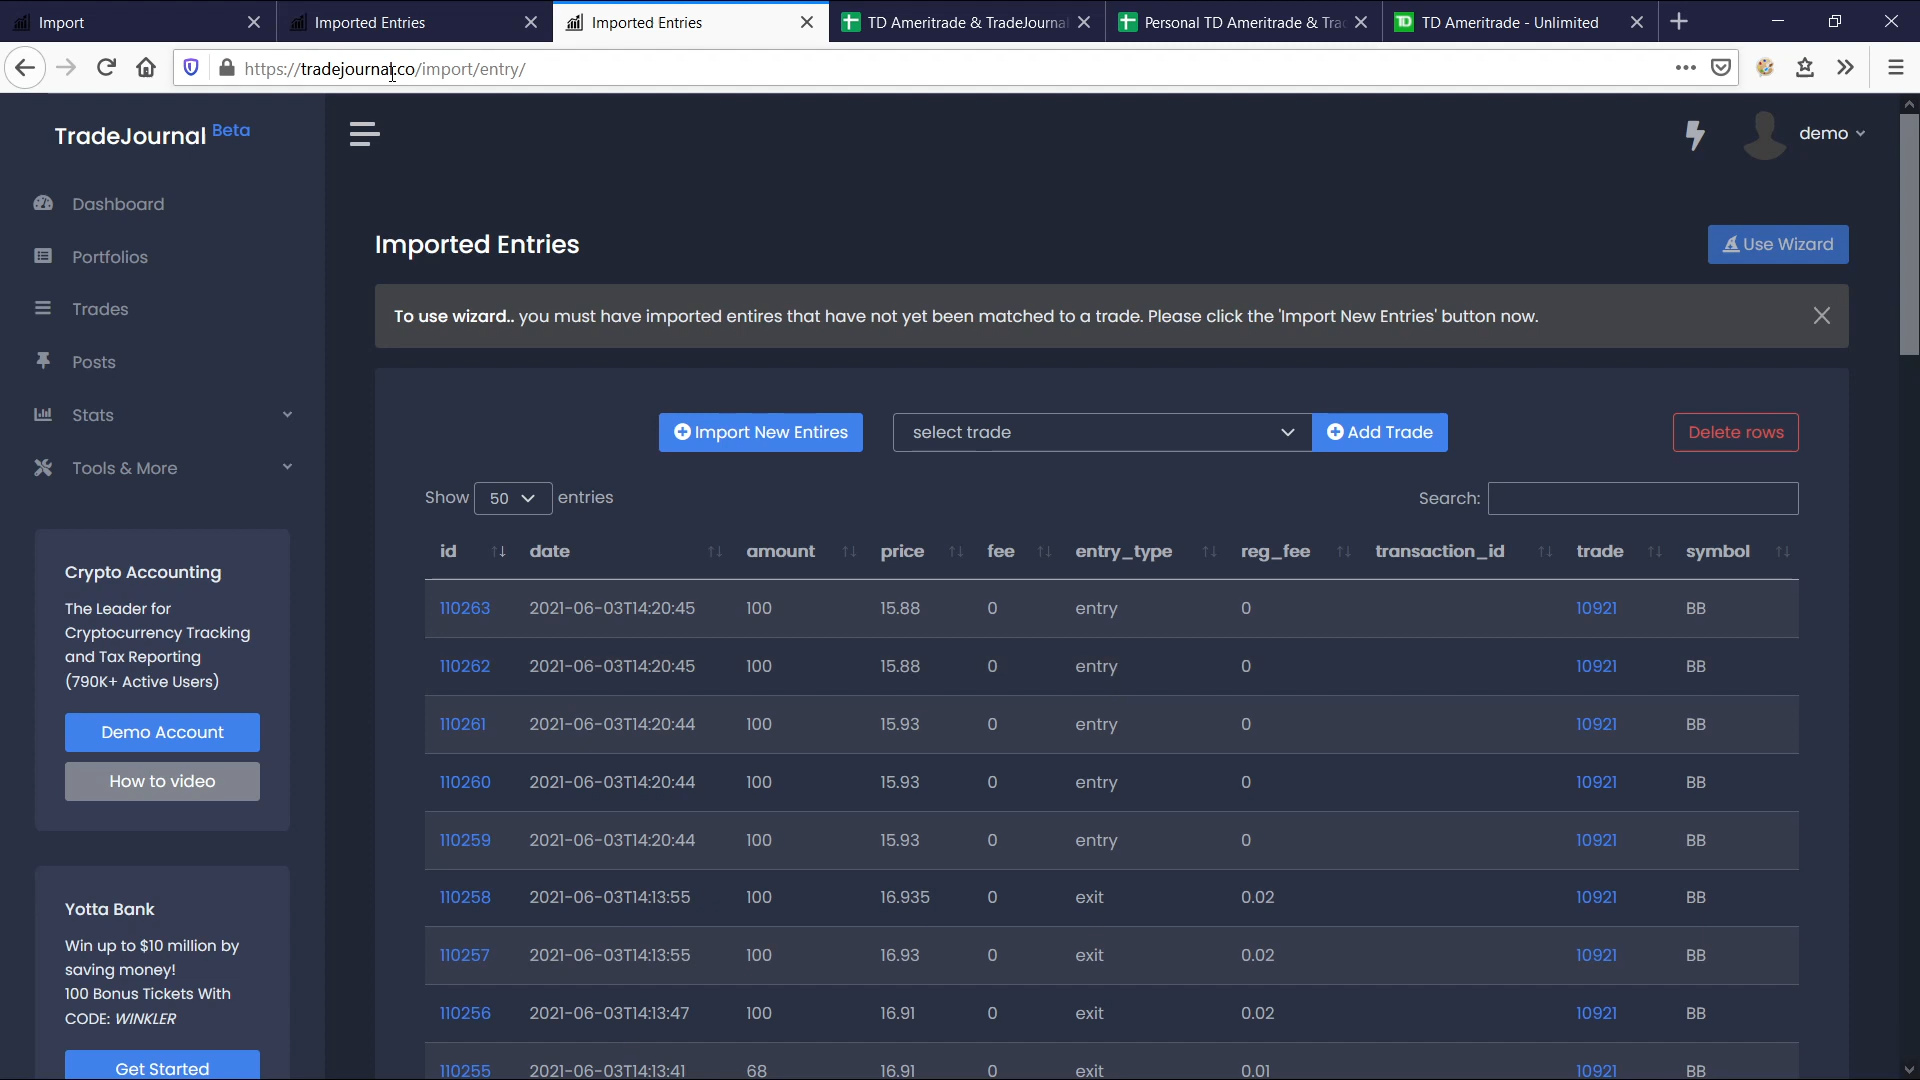 Import
Imported Entries
Imported Entries
TD Ameritrade & TradeJournal
Personal TD Ameritrade & Tra
TD Ameritrade - Unlimited
https://tradejournal.co/import/entry/
TradeJournal Beta
demo
Dashboard
Portfolios
Trades
Posts
Stats
Tools & More
Crypto Accounting
The Leader for
Cryptocurrency Tracking
and Tax Reporting
(790K+ Active Users)
Demo Account
How to video
Yotta Bank
Win up to $10 million by
saving money!
100 Bonus Tickets With
CODE: WINKLER
Get Started
Imported Entries
Use Wizard
To use wizard.. you must have imported entires that have not yet been matched to a trade. Please click the 'Import New Entries' button now.
Import New Entires
select trade
Add Trade
Delete rows
Show 50 entries
Search:
id date amount price fee entry_type reg_fee transaction_id trade symbol
110263 2021-06-03T14:20:45 100 15.88 0 entry 0 10921 BB
110262 2021-06-03T14:20:45 100 15.88 0 entry 0 10921 BB
110261 2021-06-03T14:20:44 100 15.93 0 entry 0 10921 BB
110260 2021-06-03T14:20:44 100 15.93 0 entry 0 10921 BB
110259 2021-06-03T14:20:44 100 15.93 0 entry 0 10921 BB
110258 2021-06-03T14:13:55 100 16.935 0 exit 0.02 10921 BB
110257 2021-06-03T14:13:55 100 16.93 0 exit 0.02 10921 BB
110256 2021-06-03T14:13:47 100 16.91 0 exit 0.02 10921 BB
110255 2021-06-03T14:13:41 68 16.91 0 exit 0.01 10921 BB